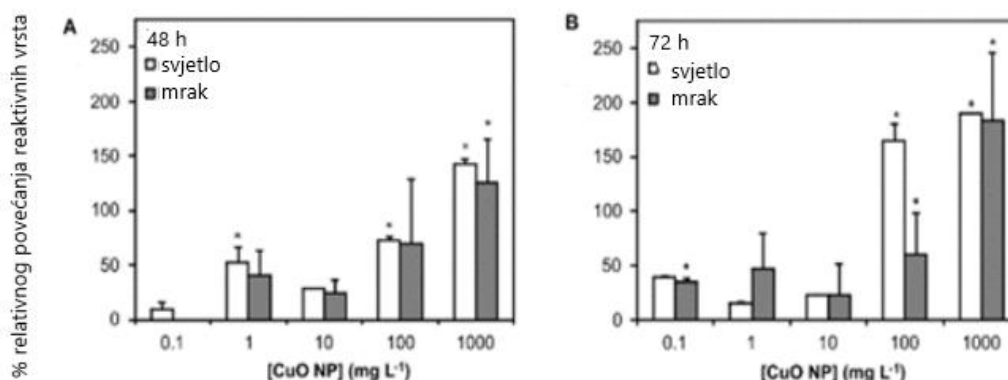 % relativnog povećanja reaktivnih vrsta
A
48 h
svjetlo
mrak
250
200
150
100
50
0
* * * * *
0.1 1 10 100 1000
[CuO NP] (mg L⁻¹)
B
72 h
svjetlo
mrak
250
200
150
100
50
0
* * * * *
0.1 1 10 100 1000
[CuO NP] (mg L⁻¹)